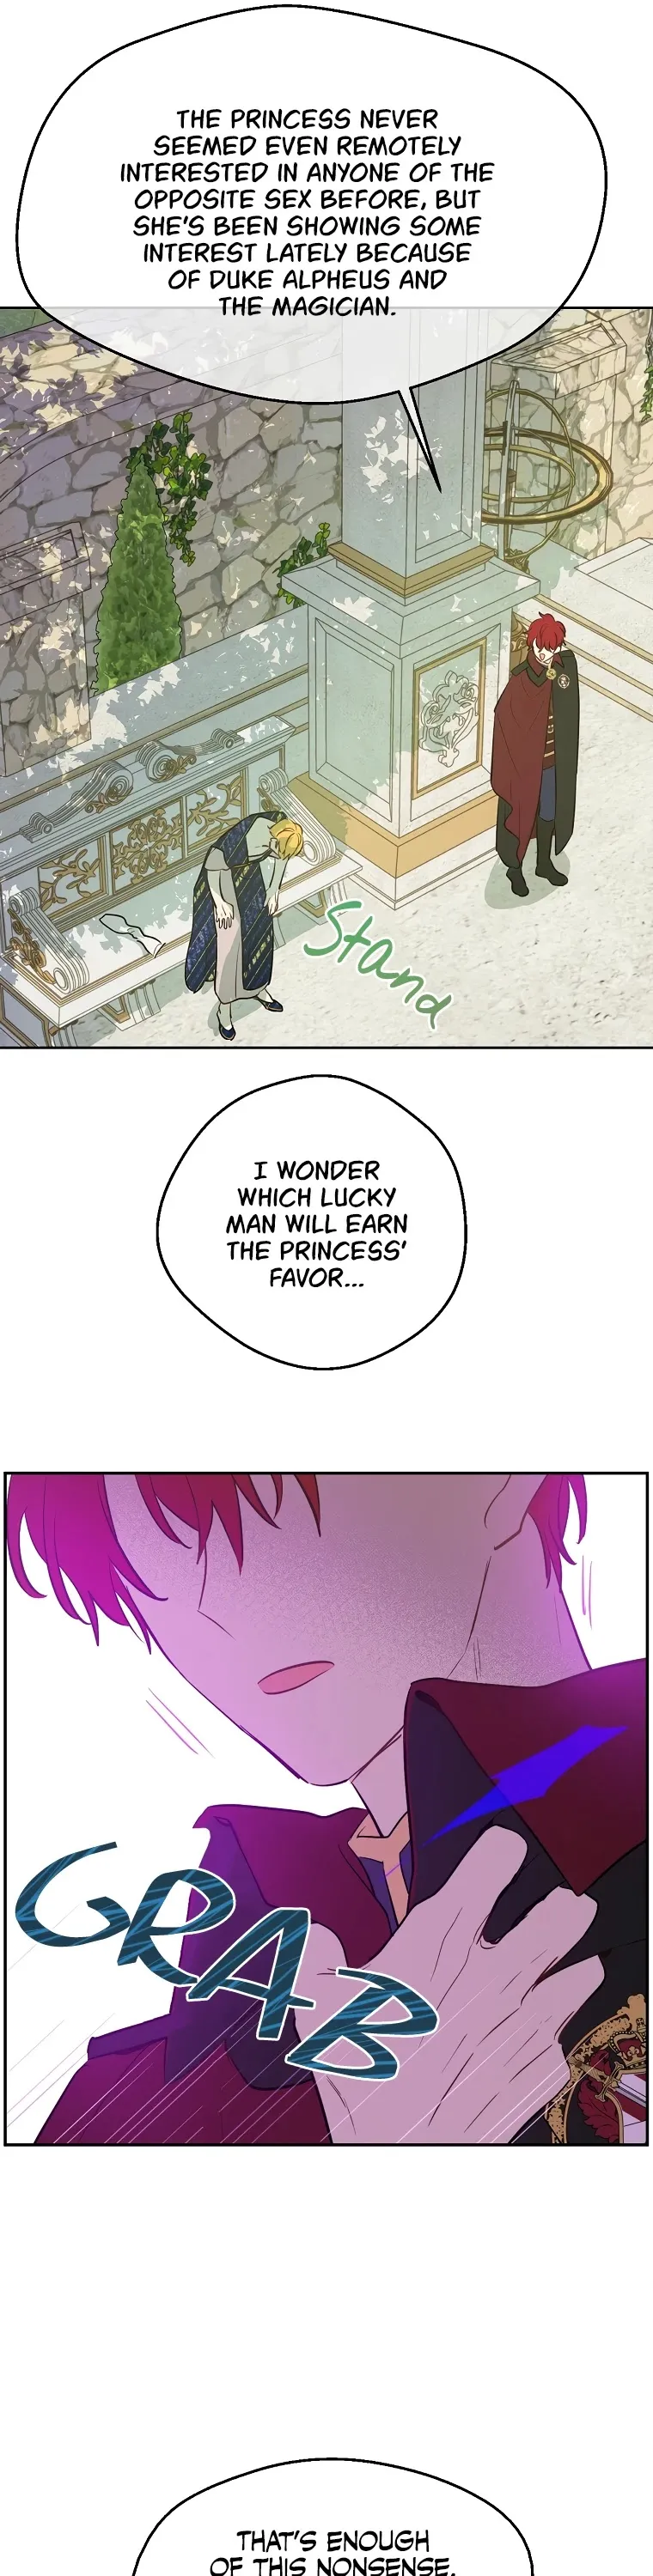 THE PRINCESS NEVER
SEEMED EVEN REMOTELY
INTERESTED IN ANYONE OF THE
OPPOSITE SEX BEFORE, BUT
SHE'S BEEN SHOWING SOME
INTEREST LATELY BECAUSE
OF DUKE ALPHEUS AND
THE MAGICIAN.
Stand
I WONDER
WHICH LUCKY
MAN WILL EARN
THE PRINCESS'
FAVOR...
GRAB
THAT'S ENOUGH
OF THIS NONSENSE.